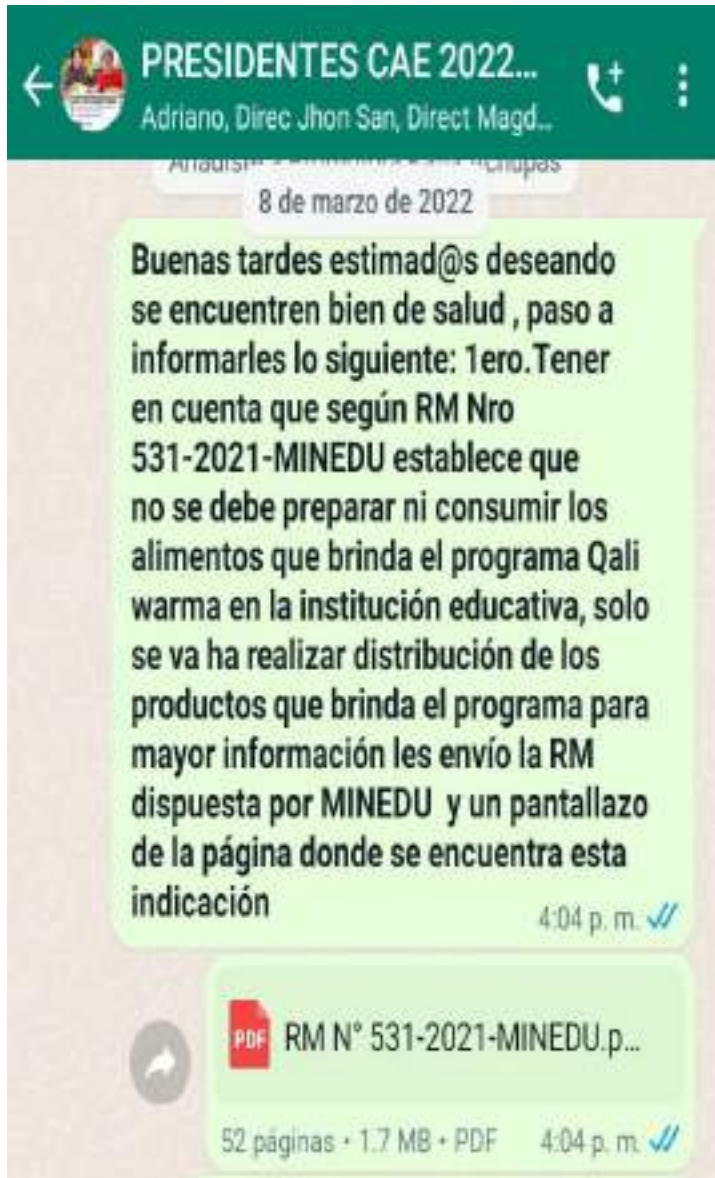 PRESIDENTES CAE 2022...
Adriano, Direc Jhon San, Direct Magd...
8 de marzo de 2022
Buenas tardes estimad@s deseando
se encuentren bien de salud , paso a
informarles lo siguiente: 1ero.Tener
en cuenta que según RM Nro
531-2021-MINEDU establece que
no se debe preparar ni consumir los
alimentos que brinda el programa Qali
warma en la institución educativa, solo
se va ha realizar distribución de los
productos que brinda el programa para
mayor información les envío la RM
dispuesta por MINEDU y un pantallazo
de la página donde se encuentra esta
indicación
4:04 p. m.
PDF RM N° 531-2021-MINEDU.p...
52 páginas • 1.7 MB • PDF 4:04 p. m.